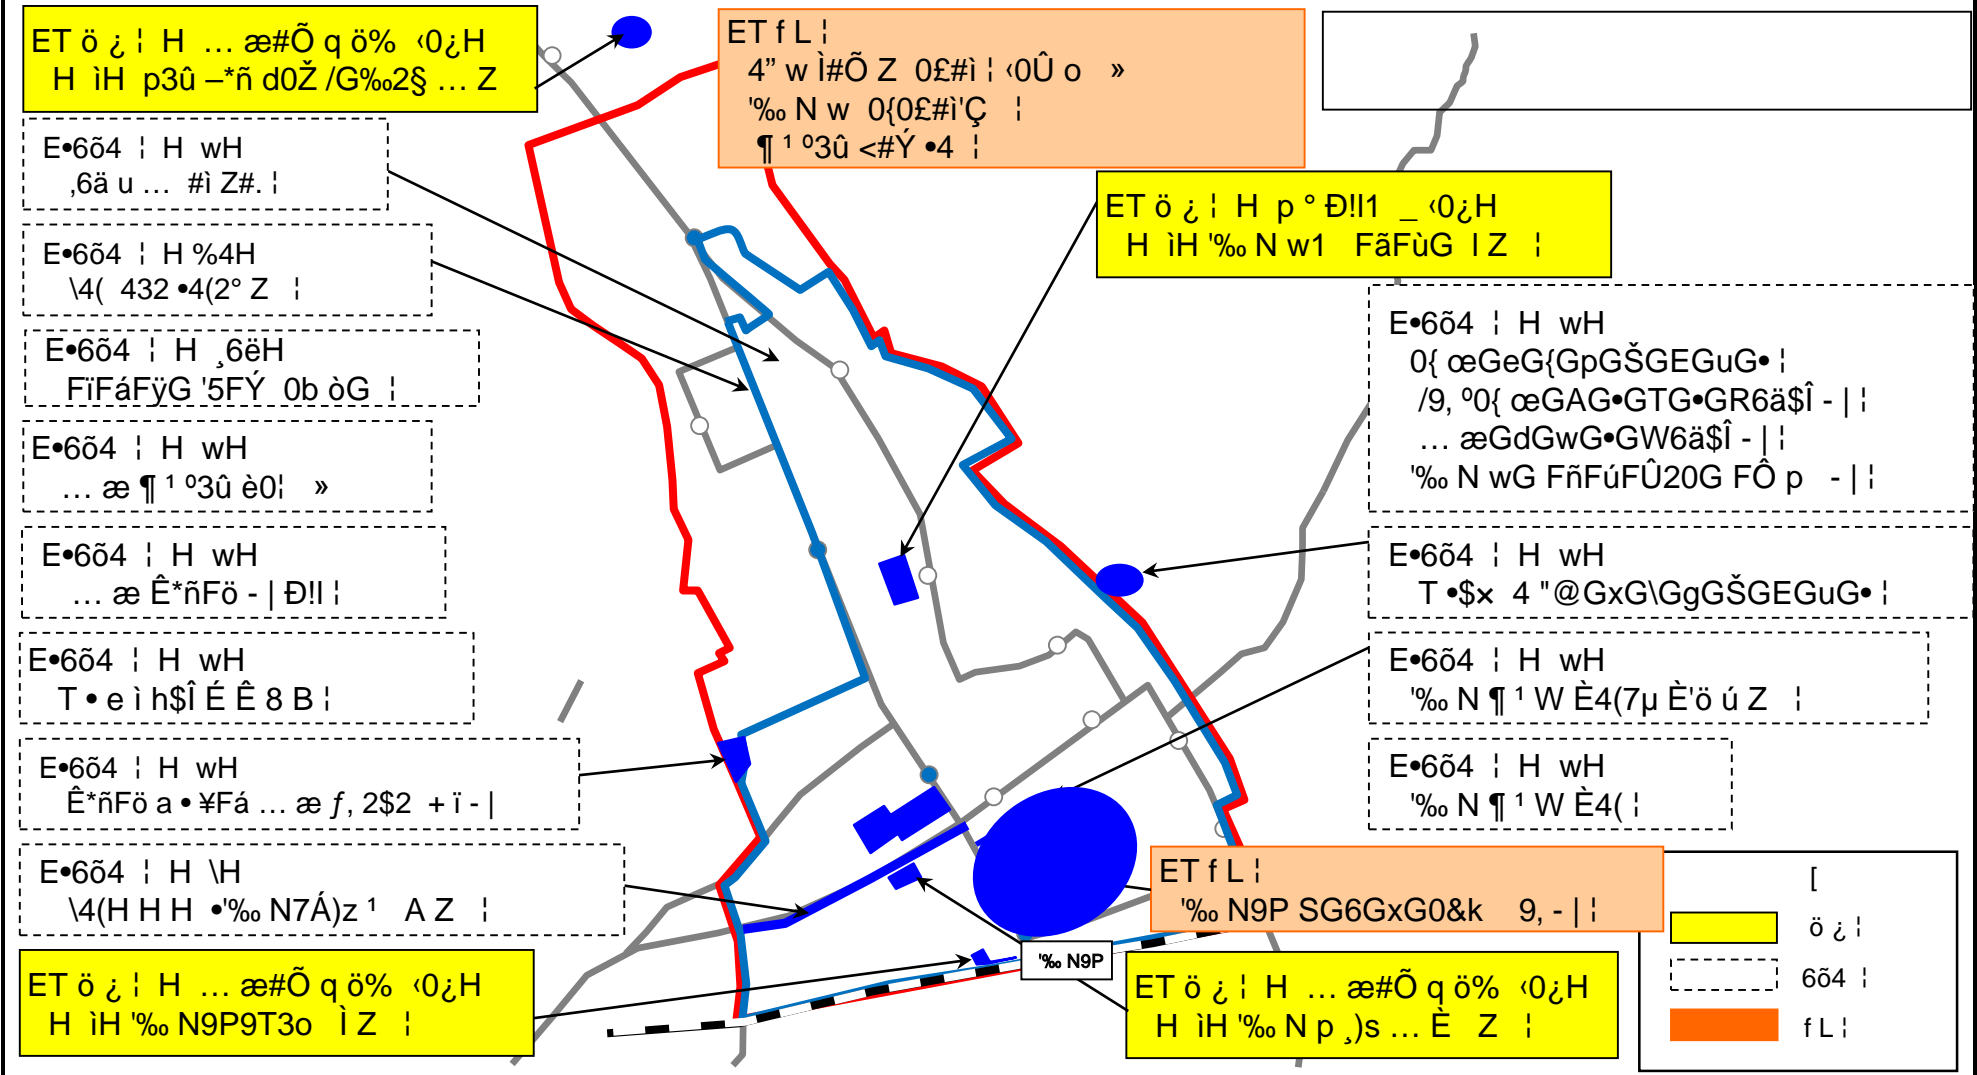 ET ö ¿ ¦ H … æ#Õ q ö% ‹0¿H
H ìH p3û –*ñ d0Ž /G‰2§ … Z
E•6õ4 ¦ H wH
,6ä u … #ì Z#. ¦
E•6õ4 ¦ H %4H
\4( 432 •4(2° Z ¦
E•6õ4 ¦ H ¸6ëH
FïFáFÿG '5FÝ 0b òG ¦
E•6õ4 ¦ H wH
… æ ¶ ¹ º3û è0¦ »
E•6õ4 ¦ H wH
… æ Ê*ñFö - | Ð!I ¦
E•6õ4 ¦ H wH
T • e ì h$Î É Ê 8 B ¦
E•6õ4 ¦ H wH
Ê*ñFö a • ¥Fá … æ ƒ, 2$2 + ï - |
E•6õ4 ¦ H \H
\4(H H H •'‰ N7Á)z ¹ A Z ¦
ET ö ¿ ¦ H … æ#Õ q ö% ‹0¿H
H ìH '‰ N9P9T3o Ì Z ¦
ET f L ¦
4” w Ì#Õ Z 0£#ì ¦ ‹0Û o »
'‰ N w 0{0£#ì'Ç ¦
¶ ¹ º3û <#Ý •4 ¦
ET ö ¿ ¦ H p ° Ð!I1 _ ‹0¿H
H ìH '‰ N w1 FãFùG I Z ¦
E•6õ4 ¦ H wH
0{ œGeG{GpGŠGEGuG• ¦
/9, º0{ œGAG•GTG•GR6ä$Î - | ¦
… æGdGwG•GW6ä$Î - | ¦
'‰ N wG FñFúFÛ20G FÔ p - | ¦
E•6õ4 ¦ H wH
T •$× 4 "@GxG\GgGŠGEGuG• ¦
E•6õ4 ¦ H wH
'‰ N ¶ ¹ W È4(7µ È'ö ú Z ¦
E•6õ4 ¦ H wH
'‰ N ¶ ¹ W È4( ¦
ET f L ¦
'‰ N9P SG6GxG0&k 9, - | ¦
'‰ N9P
ET ö ¿ ¦ H … æ#Õ q ö% ‹0¿H
H ìH '‰ N p ¸)s … È Z ¦
[
ö ¿ ¦
6õ4 ¦
f L ¦